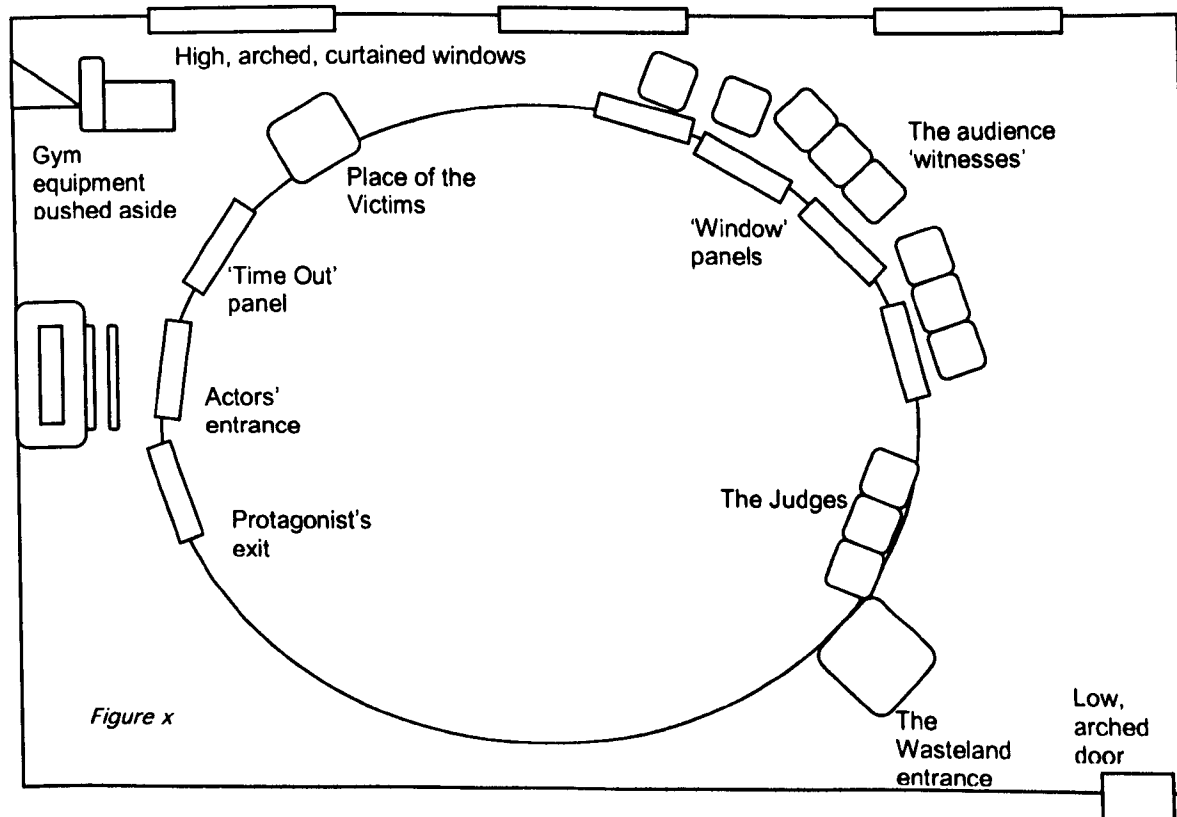 High, arched, curtained windows
The audience
'witnesses'
Gym
equipment
pushed aside
Place of the
Victims
'Window'
panels
'Time Out'
panel
Actors'
entrance
The Judges
Protagonist's
exit
Figure x
The
Wasteland
entrance
Low,
arched
door